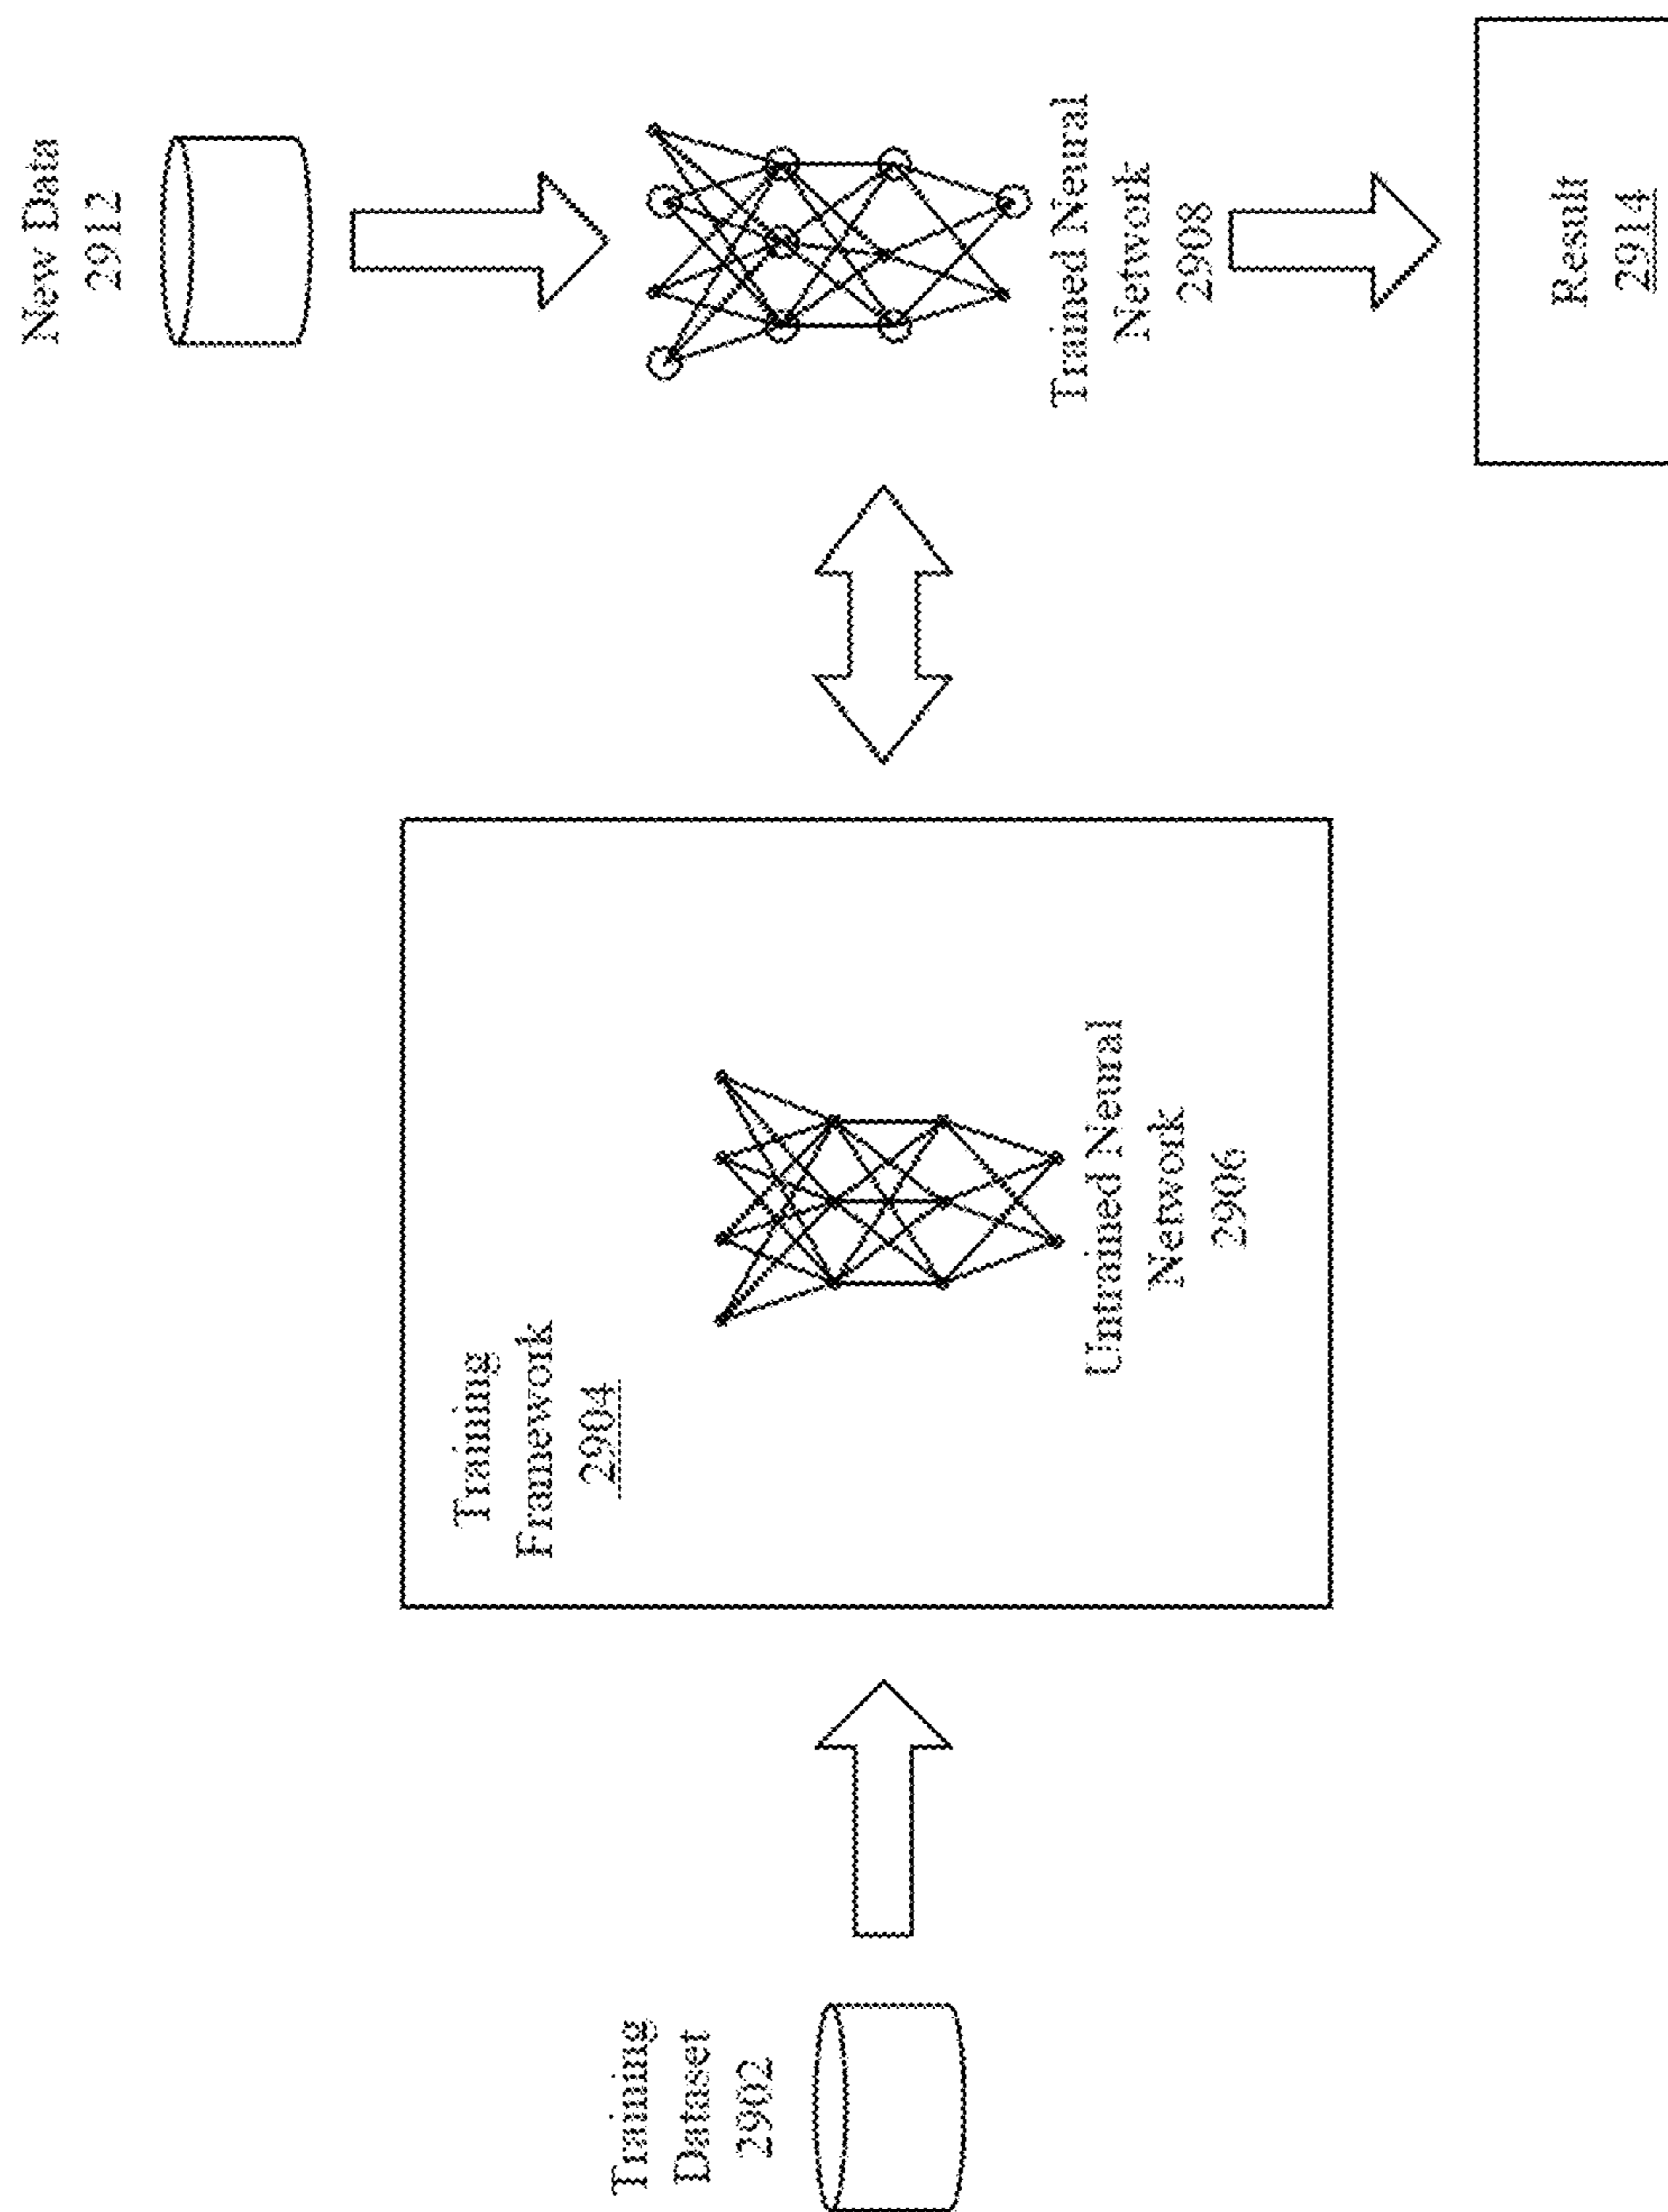 Training
Dataset
2902
Training
Framework
2904
Untrained Neural
Network
2906
New Data
2912
Trained Neural
Network
2908
Result
2914